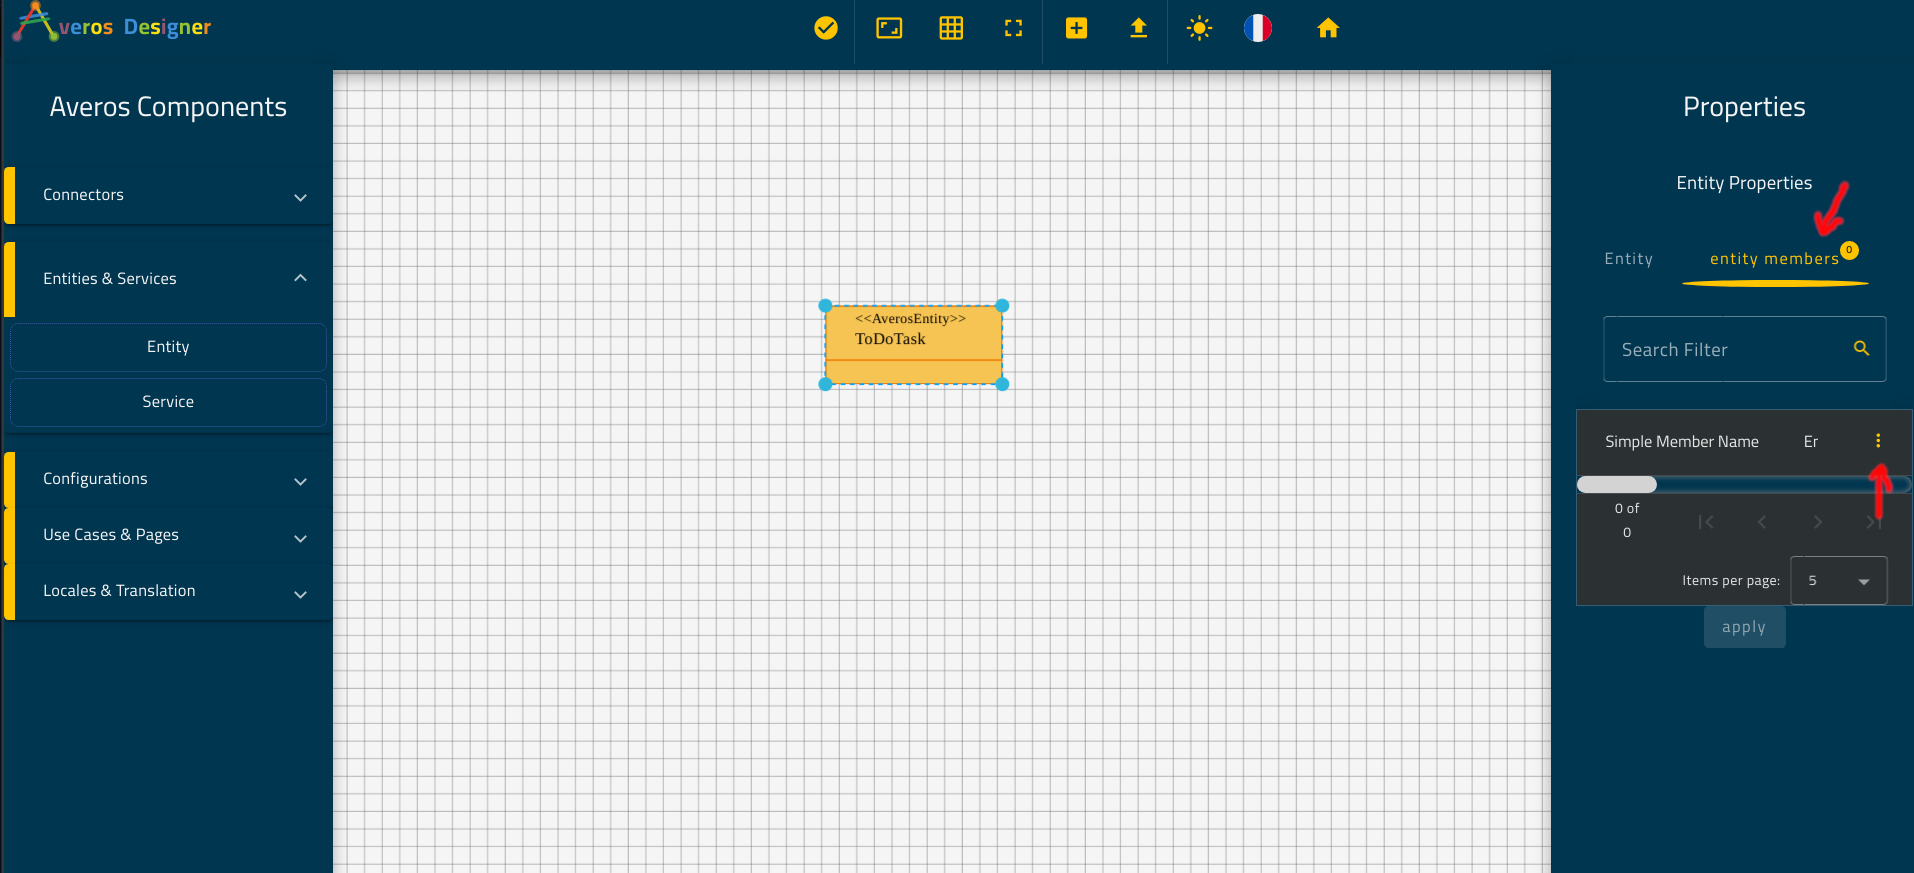 Averos Designer
Averos Components
Connectors
Entities & Services
Entity
Service
Configurations
Use Cases & Pages
Locales & Translation
<<AverosEntity>>
ToDoTask
Properties
Entity Properties
Entity
entity members
0
Search Filter
Simple Member Name
Er
0 of
0
Items per page:
5
apply